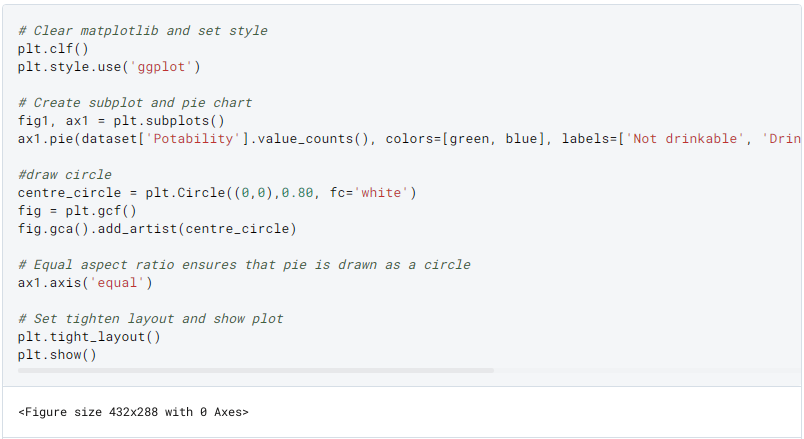 # Clear matplotlib and set style
plt.clf()
plt.style.use('ggplot')
# Create subplot and pie chart
fig1, ax1 = plt.subplots()
ax1.pie(dataset['Potability'].value_counts(), colors=[green, blue], labels=['Not drinkable', 'Drin
#draw circle
centre_circle = plt.Circle((0,0),0.80, fc='white')
fig = plt.gcf()
fig.gca().add_artist(centre_circle)
# Equal aspect ratio ensures that pie is drawn as a circle
ax1.axis('equal')
# Set tighten layout and show plot
plt.tight_layout()
plt.show()
<Figure size 432x288 with 0 Axes>